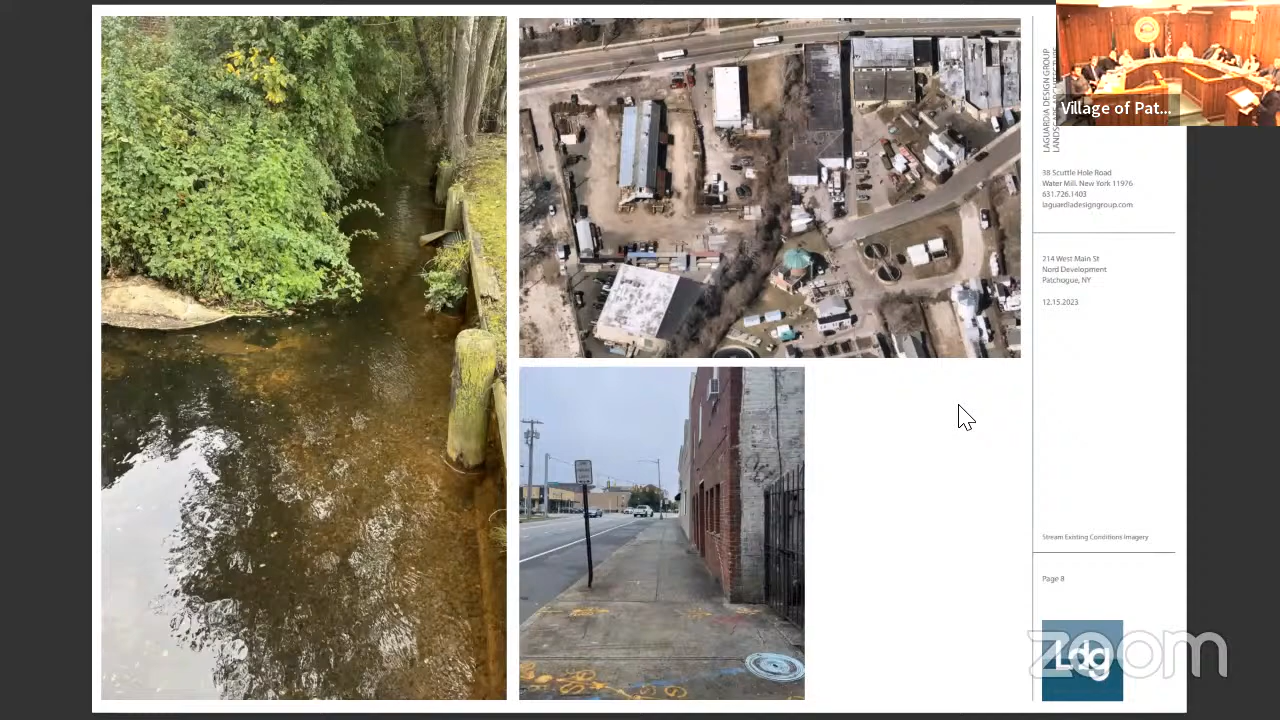 Village of Pat...
LAGUARDIA DESIGN GROUP
LANDSCAPE ARCHITECTURE
38 Scuttle Hole Road
Water Mill, New York 11976
631.726.1403
laguardiadesigngroup.com
214 West Main St
Nord Development
Patchogue, NY
12.15.2023
Stream Existing Conditions Imagery
Page 8
Ldg
zoom